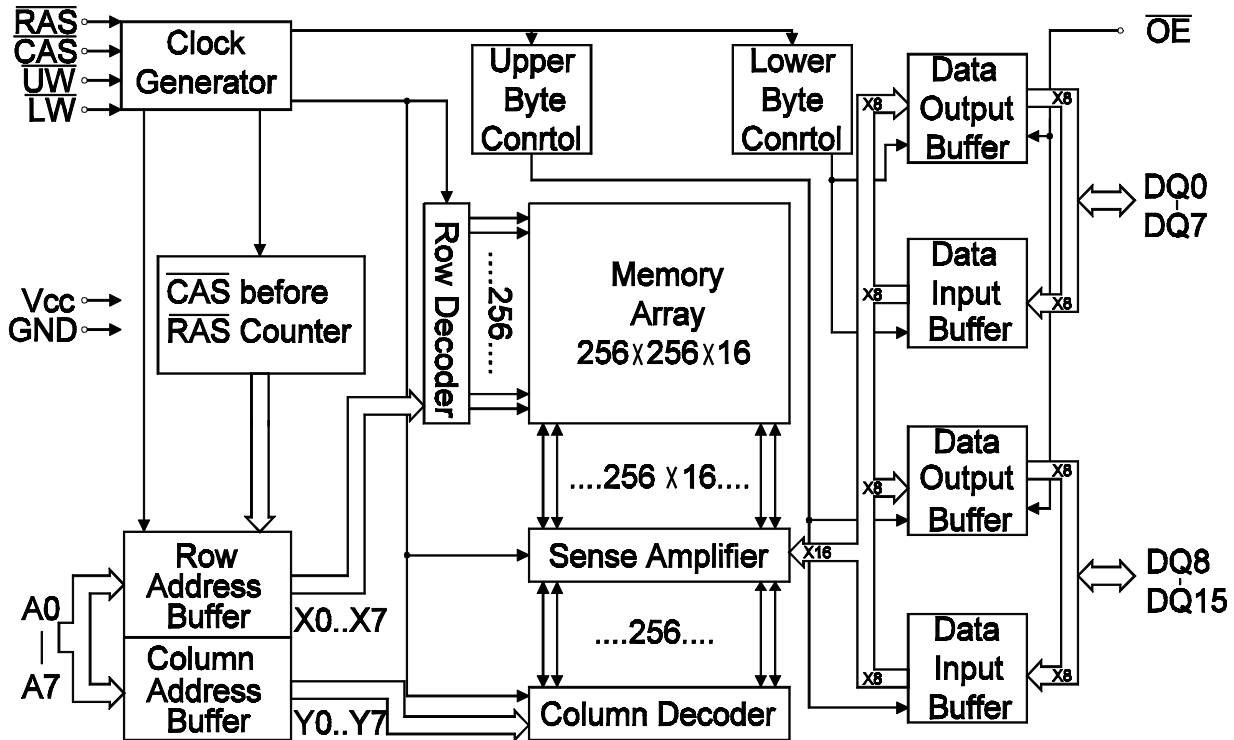 RAS
CAS
UW
LW
Clock
Generator
Upper
Byte
Conrtol
Lower
Byte
Conrtol
OE
Data
Output
Buffer
X8
X8
DQ0
-
DQ7
Data
Input
Buffer
X8
X8
Vcc
GND
CAS before
RAS Counter
Row Decoder
....256....
Memory
Array
256X256X16
....256 X16....
Data
Output
Buffer
X8
X8
Sense Amplifier
X16
DQ8
-
DQ15
Row
Address
Buffer
X0..X7
A0
A7
....256....
Column
Address
Buffer
Y0..Y7
Column Decoder
Data
Input
Buffer
X8
X8